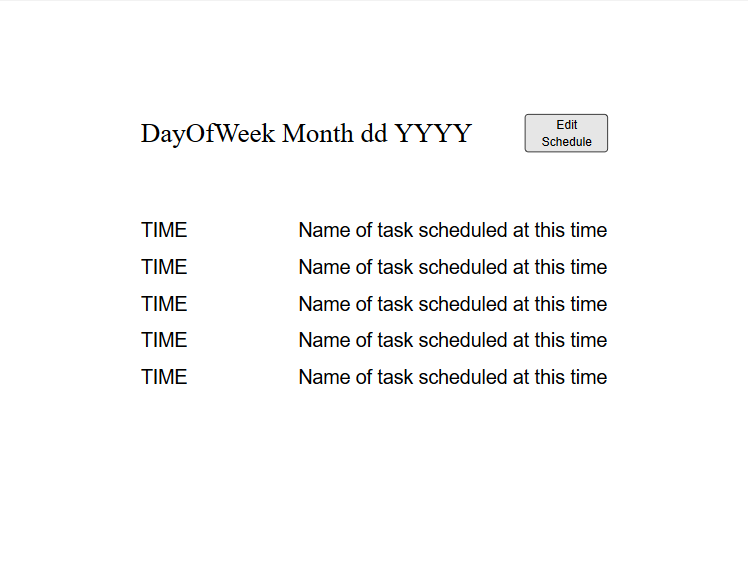 DayOfWeek Month dd YYYY
Edit
Schedule
TIME Name of task scheduled at this time
TIME Name of task scheduled at this time
TIME Name of task scheduled at this time
TIME Name of task scheduled at this time
TIME Name of task scheduled at this time